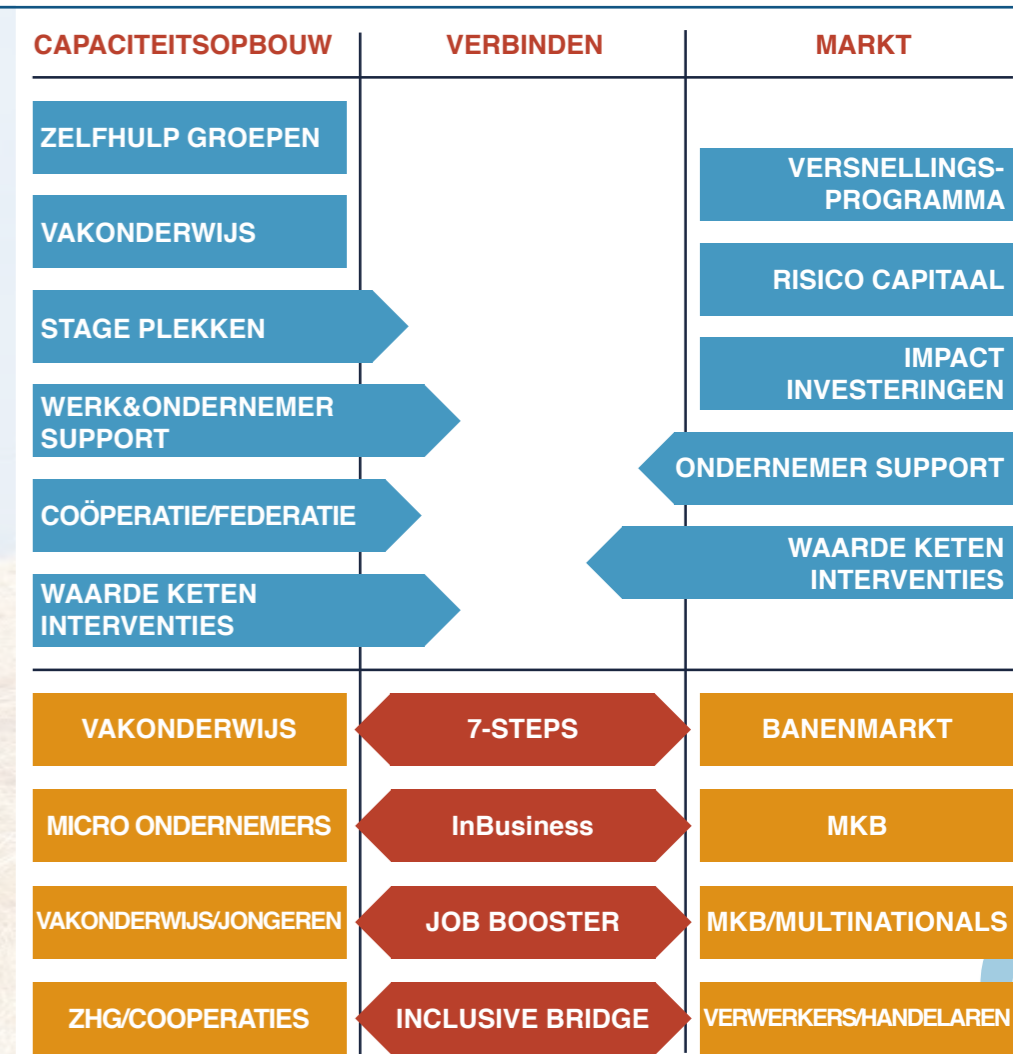 CAPACITEITSOPBOUW
VERBINDEN
MARKT
ZELFHULP GROEPEN
VAKONDERWIJS
STAGE PLEKKEN
WERK&ONDERNEMER
SUPPORT
COÖPERATIE/FEDERATIE
WAARDE KETEN
INTERVENTIES
VERSNELLINGS-
PROGRAMMA
RISICO CAPITAAL
IMPACT
INVESTERINGEN
ONDERNEMER SUPPORT
WAARDE KETEN
INTERVENTIES
VAKONDERWIJS
7-STEPS
BANENMARKT
MICRO ONDERNEMERS
InBusiness
MKB
VAKONDERWIJS/JONGEREN
JOB BOOSTER
MKB/MULTINATIONALS
ZHG/COOPERATIES
INCLUSIVE BRIDGE
VERWERKERS/HANDELAREN